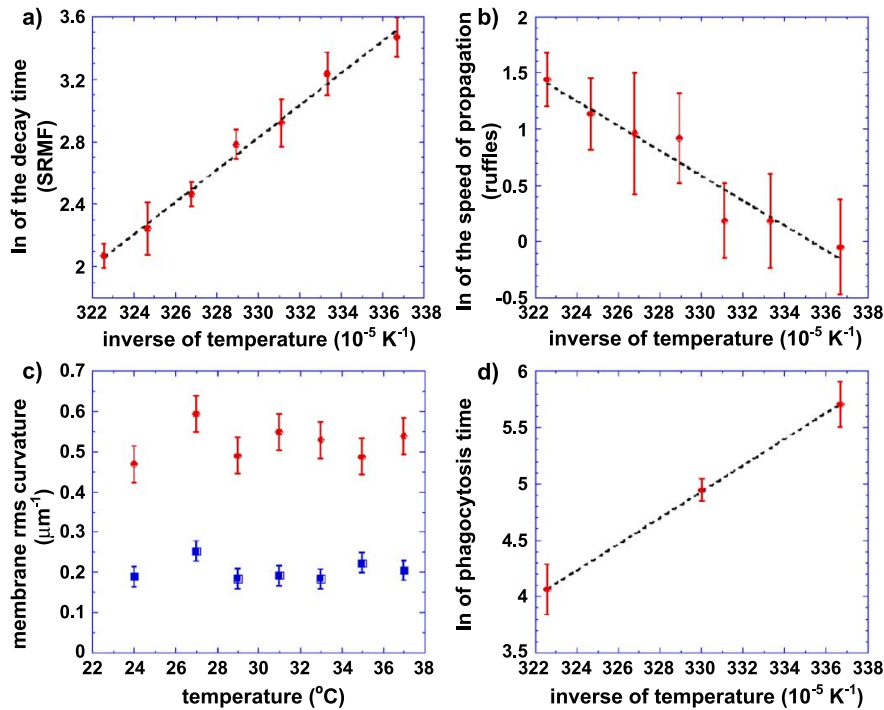 a)
ln of the decay time
(SRMF)
3.6
3.2
2.8
2.4
2
322 324 326 328 330 332 334 336 338
inverse of temperature (10⁻⁵ K⁻¹)
b)
ln of the speed of propagation
(ruffles)
2
1.5
1
0.5
0
-0.5
322 324 326 328 330 332 334 336 338
inverse of temperature (10⁻⁵ K⁻¹)
c)
membrane rms curvature
(μm⁻¹)
0.7
0.6
0.5
0.4
0.3
0.2
0.1
0
22 24 26 28 30 32 34 36 38
temperature (°C)
d)
ln of phagocytosis time
6
5.5
5
4.5
4
3.5
322 324 326 328 330 332 334 336 338
inverse of temperature (10⁻⁵ K⁻¹)